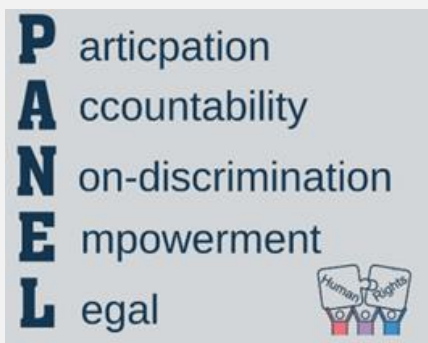 P articpation
A ccountability
N on-discrimination
E mpowerment
L egal
Human Rights